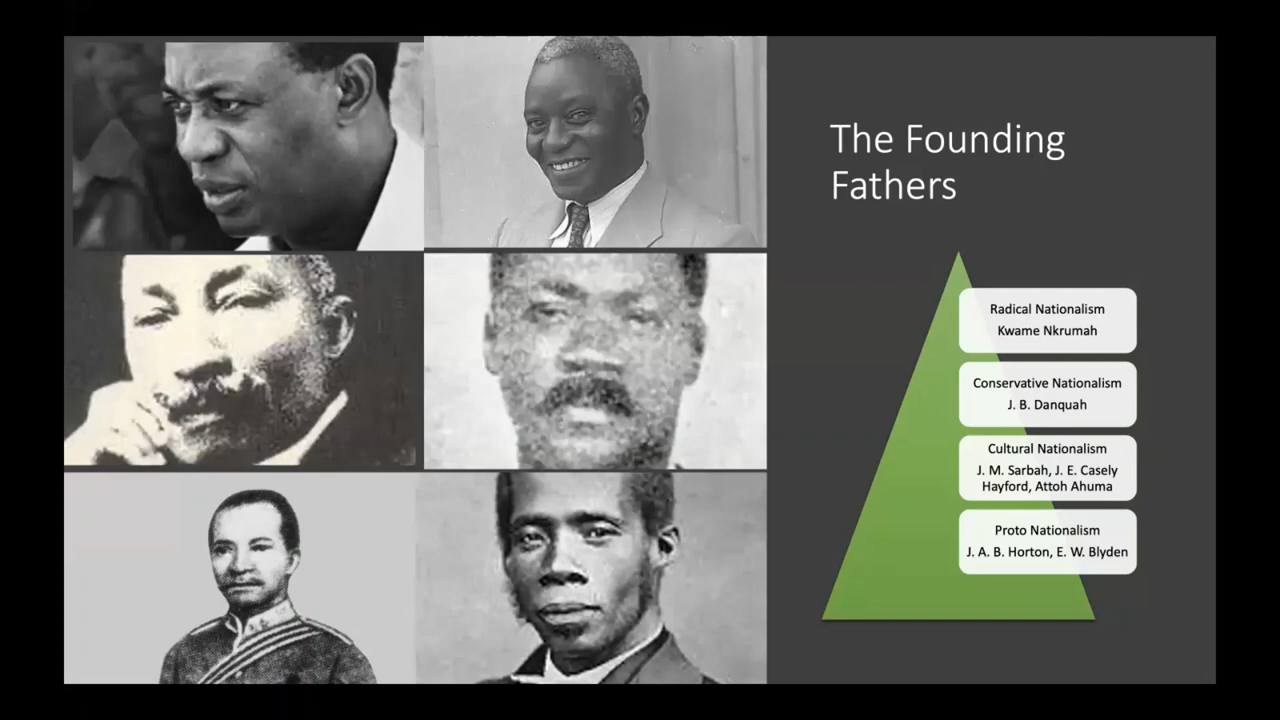 The Founding
Fathers
Radical Nationalism
Kwame Nkrumah
Conservative Nationalism
J. B. Danquah
Cultural Nationalism
J. M. Sarbah, J. E. Casely
Hayford, Attoh Ahuma
Proto Nationalism
J. A. B. Horton, E. W. Blyden